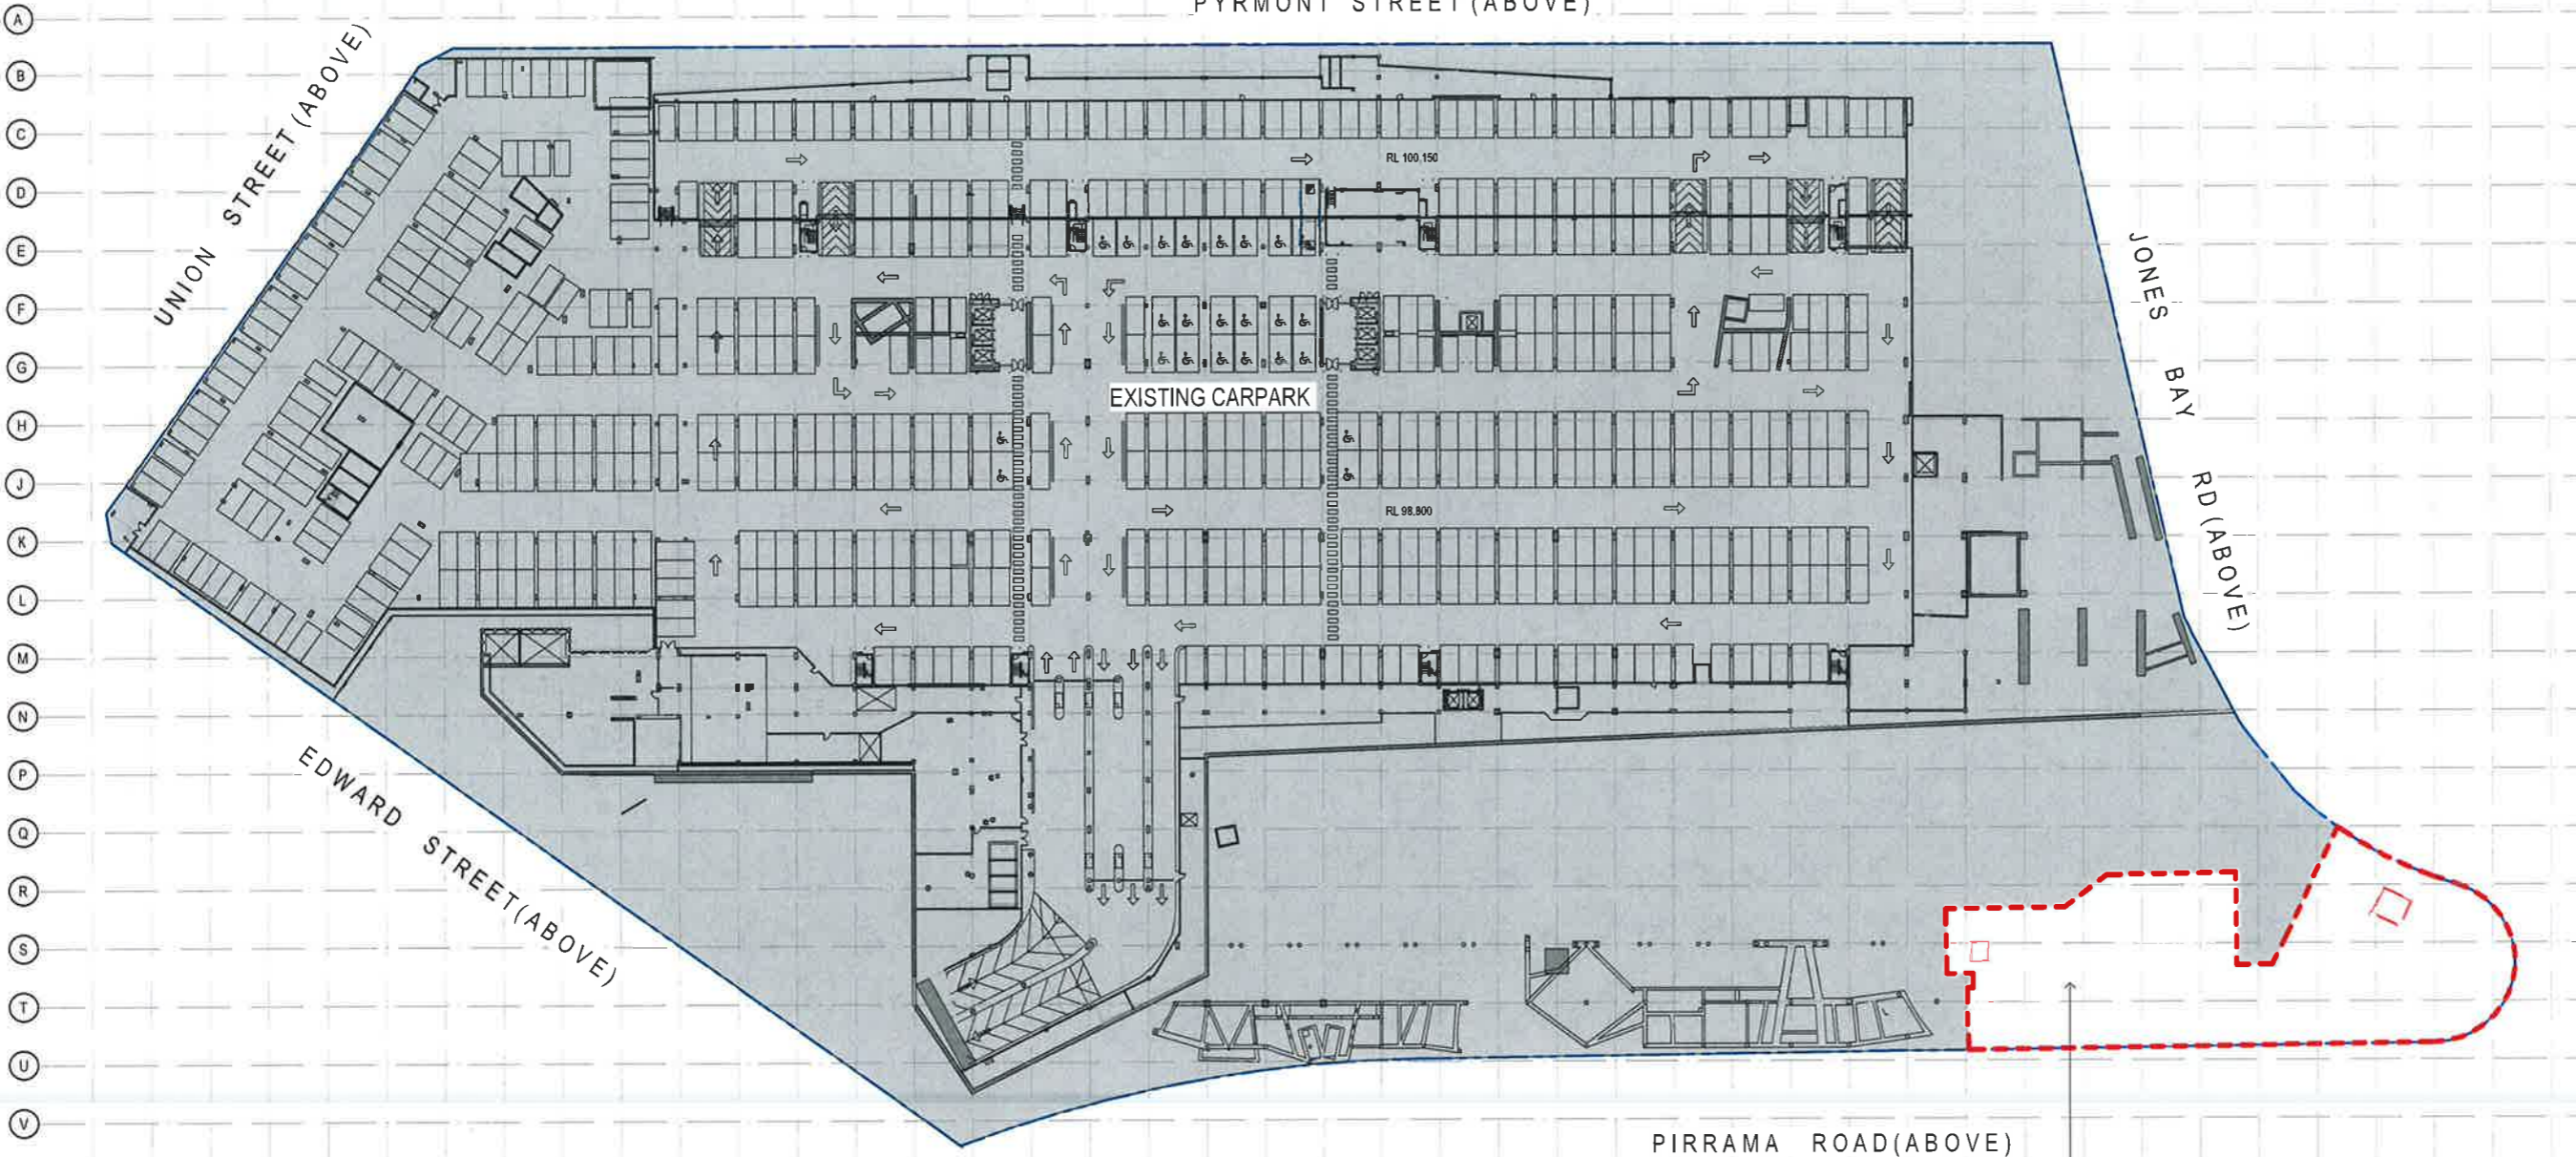 PYRMONT STREET (ABOVE)
A
B
C
D
E
F
G
H
J
K
L
M
N
P
Q
R
S
T
U
V
UNION STREET (ABOVE)
RL 100,150
EXISTING CARPARK
RL 98,800
JONES BAY RD (ABOVE)
EDWARD STREET (ABOVE)
PIRRAMA ROAD (ABOVE)